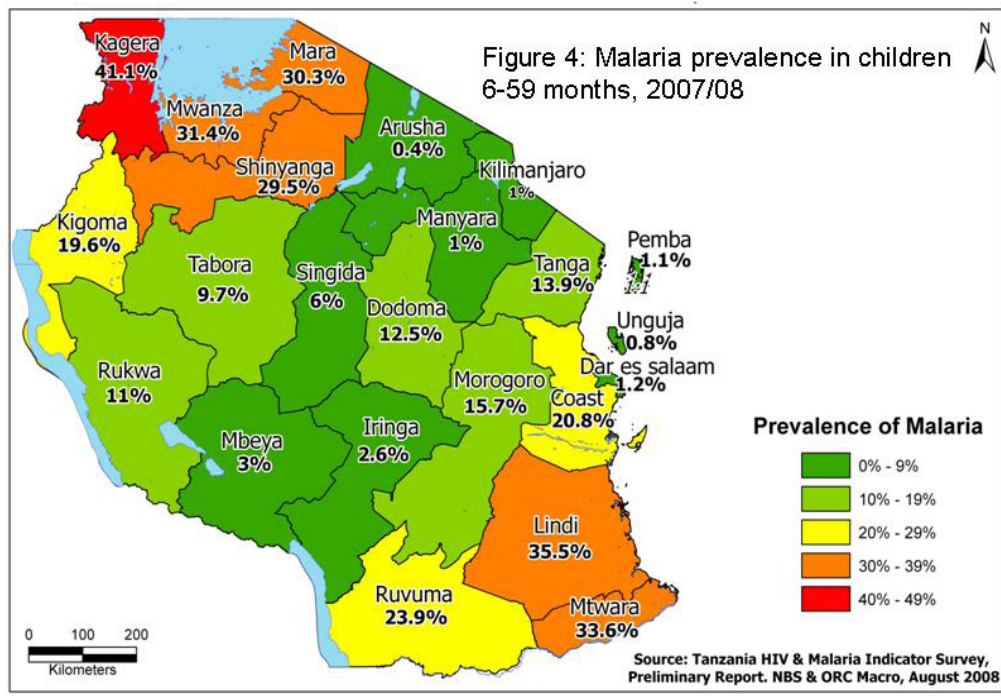 Figure 4: Malaria prevalence in children
6-59 months, 2007/08
N
Kagera
41.1%
Mara
30.3%
Mwanza
31.4%
Arusha
0.4%
Shinyanga
29.5%
Kilimanjaro
1%
Kigoma
19.6%
Manyara
1%
Pemba
1.1%
Tabora
9.7%
Singida
6%
Tanga
13.9%
Dodoma
12.5%
Unguja
0.8%
Dar es salaam
1.2%
Rukwa
11%
Morogoro
15.7%
Coast
20.8%
Mbeya
3%
Iringa
2.6%
Prevalence of Malaria
0% - 9%
10% - 19%
20% - 29%
30% - 39%
40% - 49%
Lindi
35.5%
Ruvuma
23.9%
Mtwara
33.6%
0 100 200
Kilometers
Source: Tanzania HIV & Malaria Indicator Survey,
Preliminary Report. NBS & ORC Macro, August 2008